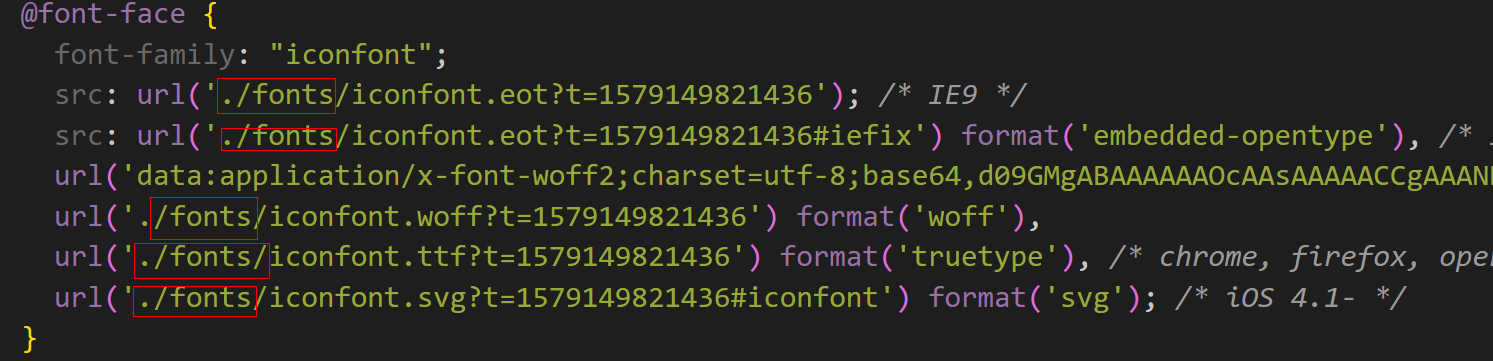 @font-face {
font-family: "iconfont";
src: url('./fonts/iconfont.eot?t=1579149821436'); /* IE9 */
src: url('./fonts/iconfont.eot?t=1579149821436#iefix') format('embedded-opentype'), /*
url('data:application/x-font-woff2;charset=utf-8;base64,d09GMgABAAAAAAOcAAsAAAAACCgAAAN
url('./fonts/iconfont.woff?t=1579149821436') format('woff'),
url('./fonts/iconfont.ttf?t=1579149821436') format('truetype'), /* chrome, firefox, ope
url('./fonts/iconfont.svg?t=1579149821436#iconfont') format('svg'); /* iOS 4.1- */
}